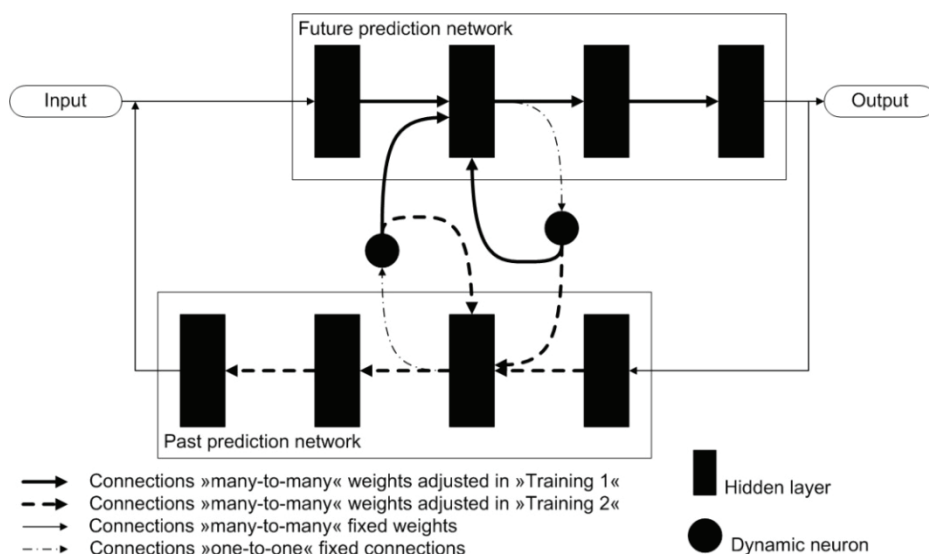 Future prediction network
Input
Output
Past prediction network
Connections »many-to-many« weights adjusted in »Training 1«
Connections »many-to-many« weights adjusted in »Training 2«
Connections »many-to-many« fixed weights
Connections »one-to-one« fixed connections
Hidden layer
Dynamic neuron